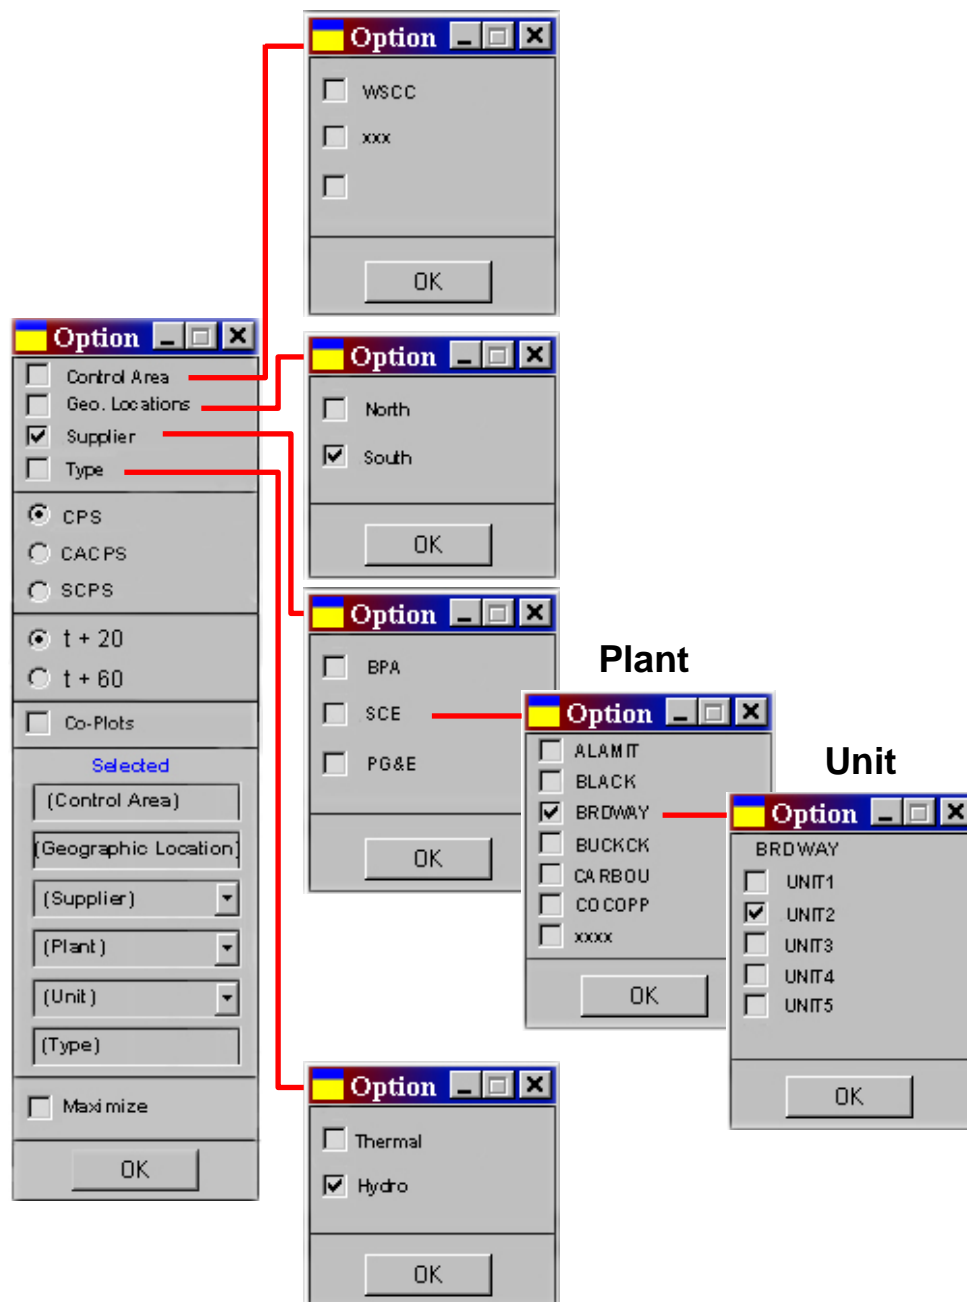 Option
WSCC
xxx
OK
Option
Control Area
Geo. Locations
Supplier
Type
CPS
CACPS
SCPS
t + 20
t + 60
Co-Plots
Selected
(Control Area)
(Geographic Location)
(Supplier)
(Plant)
(Unit)
(Type)
Maximize
OK
Option
North
South
OK
Option
BPA
SCE
PG&E
OK
Plant
Option
ALAMIT
BLACK
BRDWAY
BUCKCK
CARBOU
COCOPP
xxxx
OK
Unit
Option
BRDWAY
UNIT1
UNIT2
UNIT3
UNIT4
UNIT5
OK
Option
Thermal
Hydro
OK